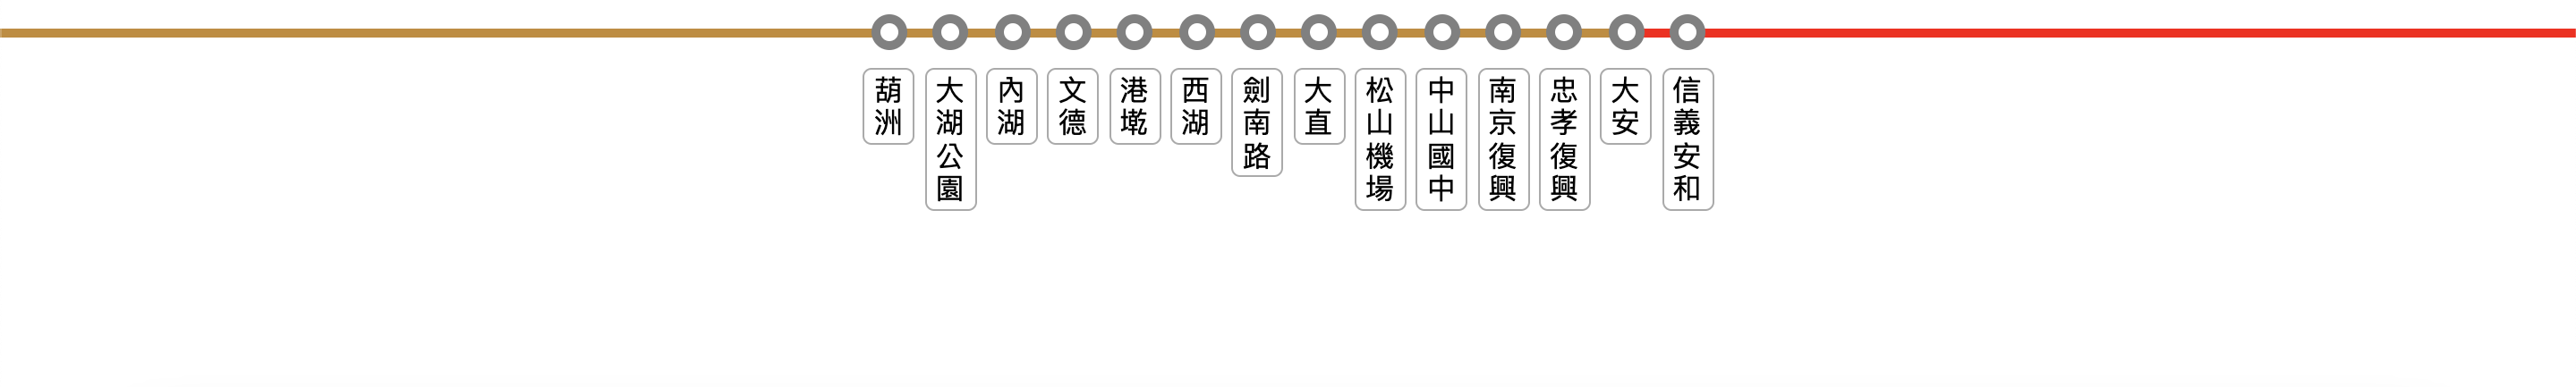 葫洲
大湖公園
內湖
文德
港墘
西湖
劍南路
大直
松山機場
中山國中
南京復興
忠孝復興
大安
信義安和